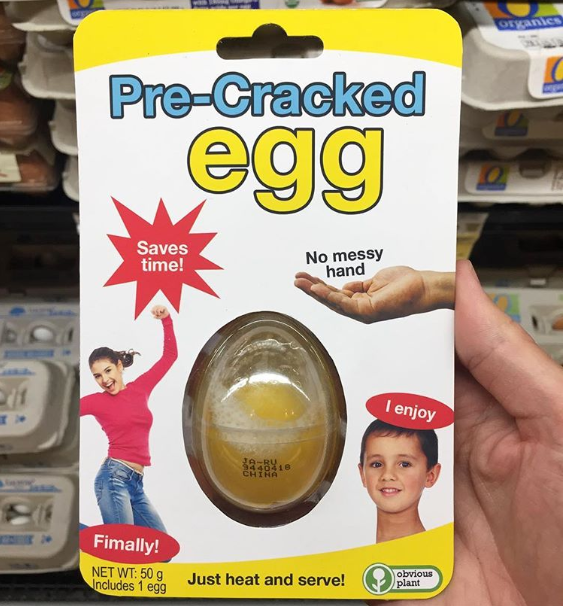 organics
Pre-Cracked
egg
Saves
time!
No messy
hand
I enjoy
JA-RU
9440410
CHINA
Fimally!
NET WT: 50 g
Includes 1 egg
Just heat and serve!
obvious
plant